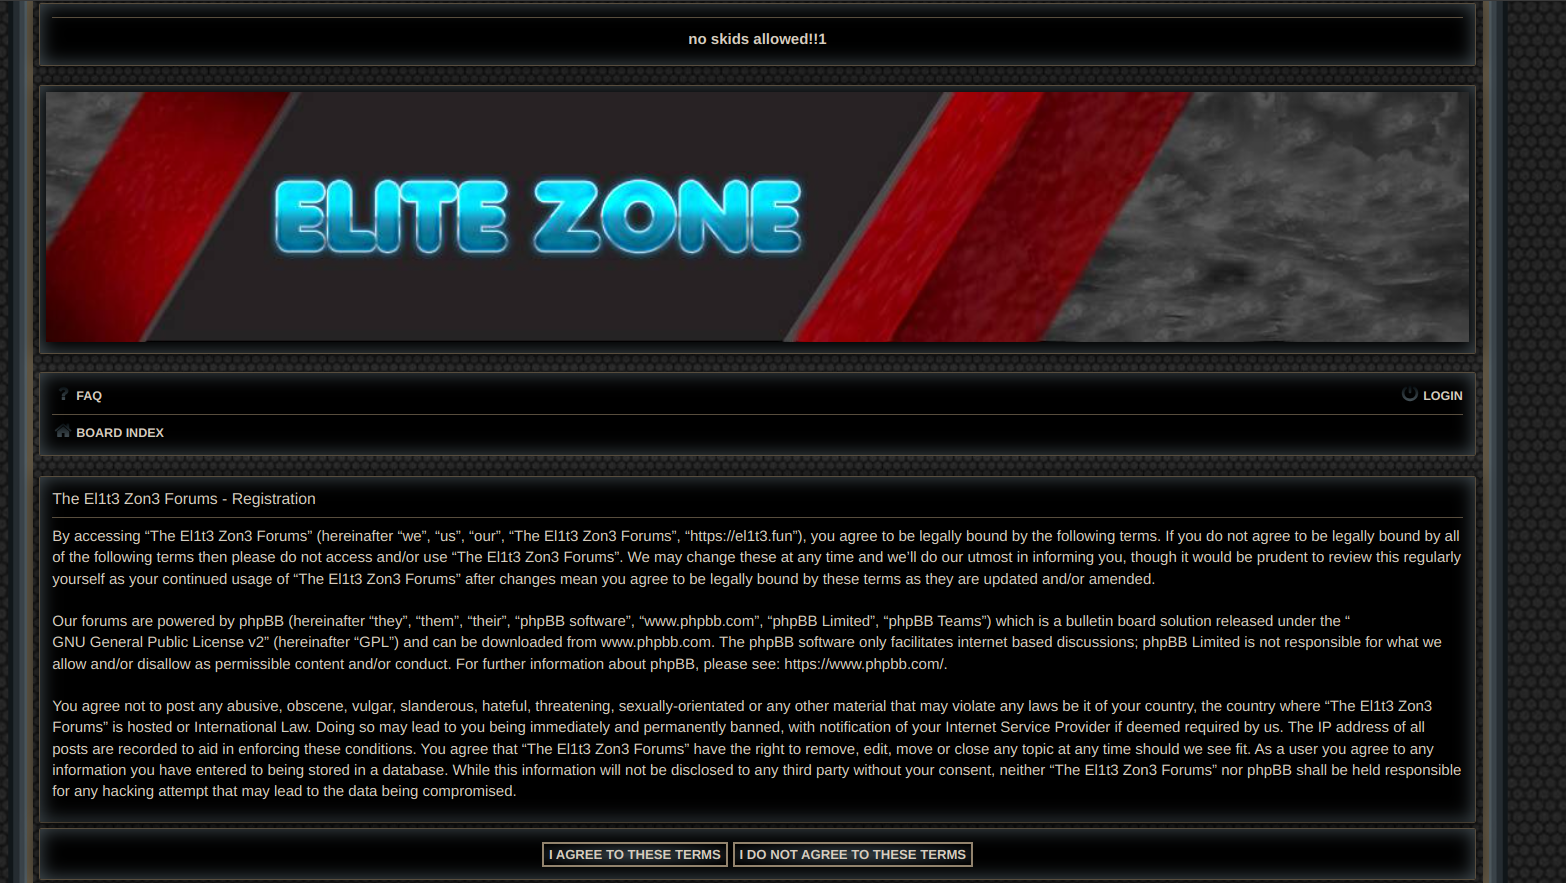 no skids allowed!!1
ELITE ZONE
FAQ
LOGIN
BOARD INDEX
The El1t3 Zon3 Forums - Registration
By accessing “The El1t3 Zon3 Forums” (hereinafter “we”, “us”, “our”, “The El1t3 Zon3 Forums”, “https://el1t3.fun”), you agree to be legally bound by the following terms. If you do not agree to be legally bound by all
of the following terms then please do not access and/or use “The El1t3 Zon3 Forums”. We may change these at any time and we’ll do our utmost in informing you, though it would be prudent to review this regularly
yourself as your continued usage of “The El1t3 Zon3 Forums” after changes mean you agree to be legally bound by these terms as they are updated and/or amended.
Our forums are powered by phpBB (hereinafter “they”, “them”, “their”, “phpBB software”, “www.phpbb.com”, “phpBB Limited”, “phpBB Teams”) which is a bulletin board solution released under the “
GNU General Public License v2” (hereinafter “GPL”) and can be downloaded from www.phpbb.com. The phpBB software only facilitates internet based discussions; phpBB Limited is not responsible for what we
allow and/or disallow as permissible content and/or conduct. For further information about phpBB, please see: https://www.phpbb.com/.
You agree not to post any abusive, obscene, vulgar, slanderous, hateful, threatening, sexually-orientated or any other material that may violate any laws be it of your country, the country where “The El1t3 Zon3
Forums” is hosted or International Law. Doing so may lead to you being immediately and permanently banned, with notification of your Internet Service Provider if deemed required by us. The IP address of all
posts are recorded to aid in enforcing these conditions. You agree that “The El1t3 Zon3 Forums” have the right to remove, edit, move or close any topic at any time should we see fit. As a user you agree to any
information you have entered to being stored in a database. While this information will not be disclosed to any third party without your consent, neither “The El1t3 Zon3 Forums” nor phpBB shall be held responsible
for any hacking attempt that may lead to the data being compromised.
I AGREE TO THESE TERMS I DO NOT AGREE TO THESE TERMS